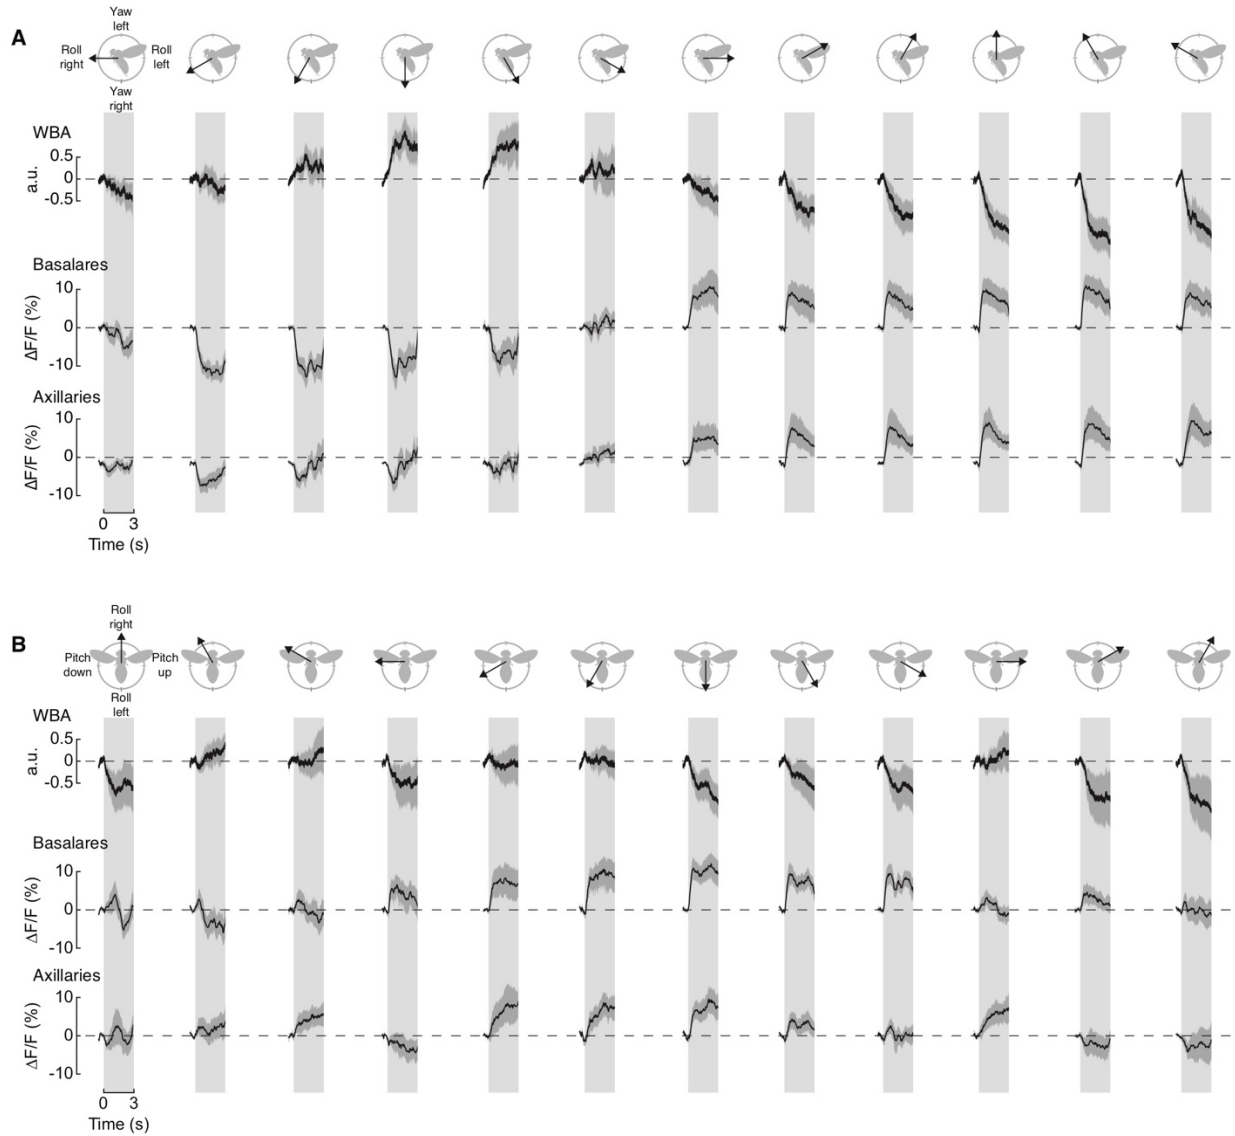 A
Yaw
left
Roll
right
Roll
left
Yaw
right
WBA
a.u.
0.5
0
-0.5
Basalares
ΔF/F (%)
10
0
-10
Axillaries
ΔF/F (%)
10
0
-10
0 3
Time (s)
B
Roll
right
Pitch
down
Pitch
up
Roll
left
WBA
a.u.
0.5
0
-0.5
Basalares
ΔF/F (%)
10
0
-10
Axillaries
ΔF/F (%)
10
0
-10
0 3
Time (s)